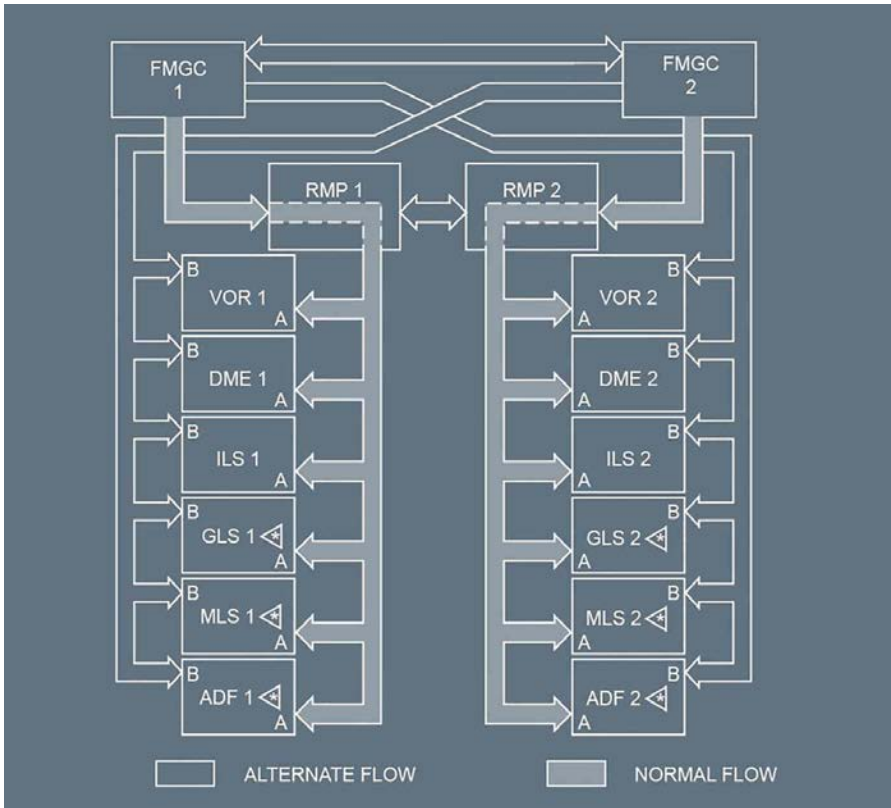 FMGC
1
FMGC
2
RMP 1
RMP 2
B
VOR 1
A
B
VOR 2
A
B
DME 1
A
B
DME 2
A
B
ILS 1
A
B
ILS 2
A
B
GLS 1 *
A
B
GLS 2 *
A
B
MLS 1 *
A
B
MLS 2 *
A
B
ADF 1 *
A
B
ADF 2 *
A
ALTERNATE FLOW
NORMAL FLOW